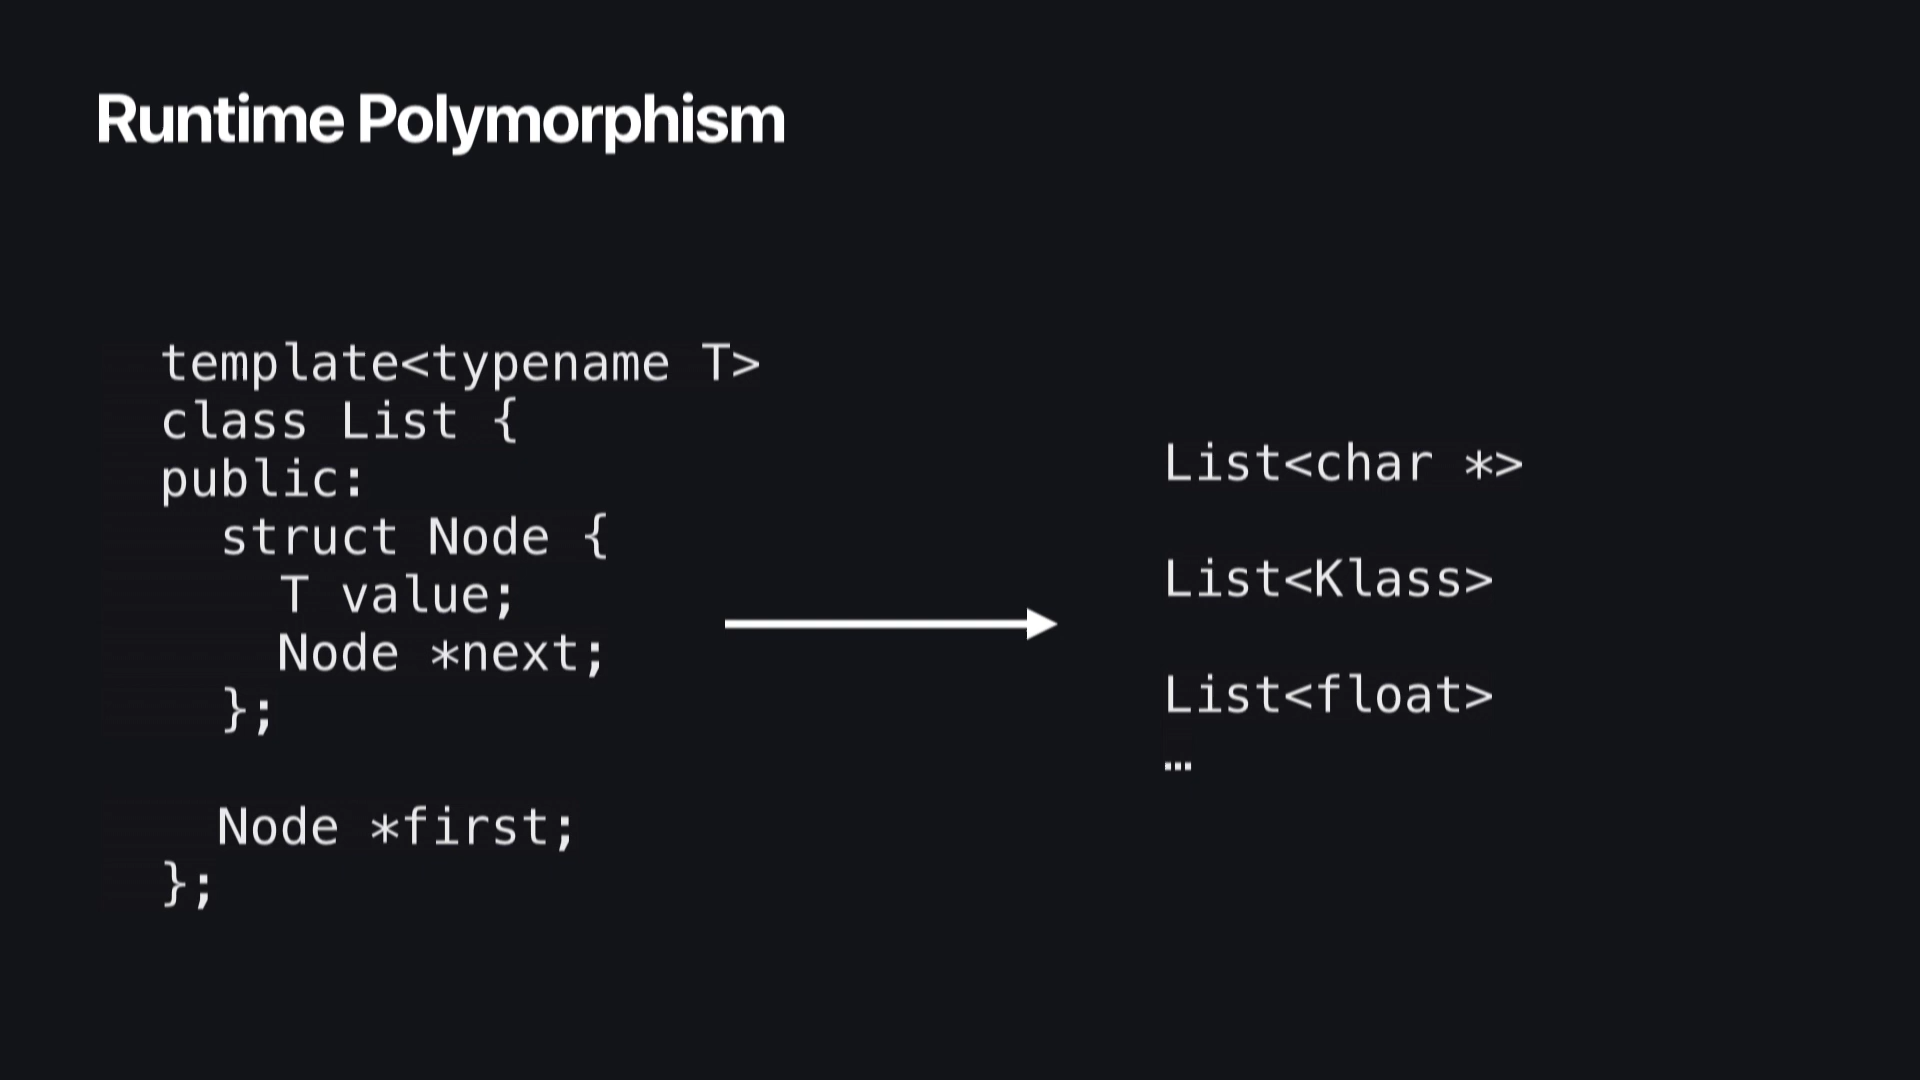 Runtime Polymorphism
template<typename T>
class List {
public:
  struct Node {
    T value;
    Node *next;
  };

  Node *first;
};
List<char *>
List<Klass>
List<float>
…